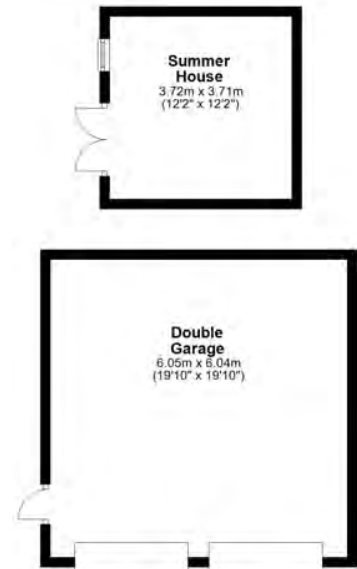 Summer
House
3.72m x 3.71m
(12'2" x 12'2")
Double
Garage
6.05m x 6.04m
(19'10" x 19'10")